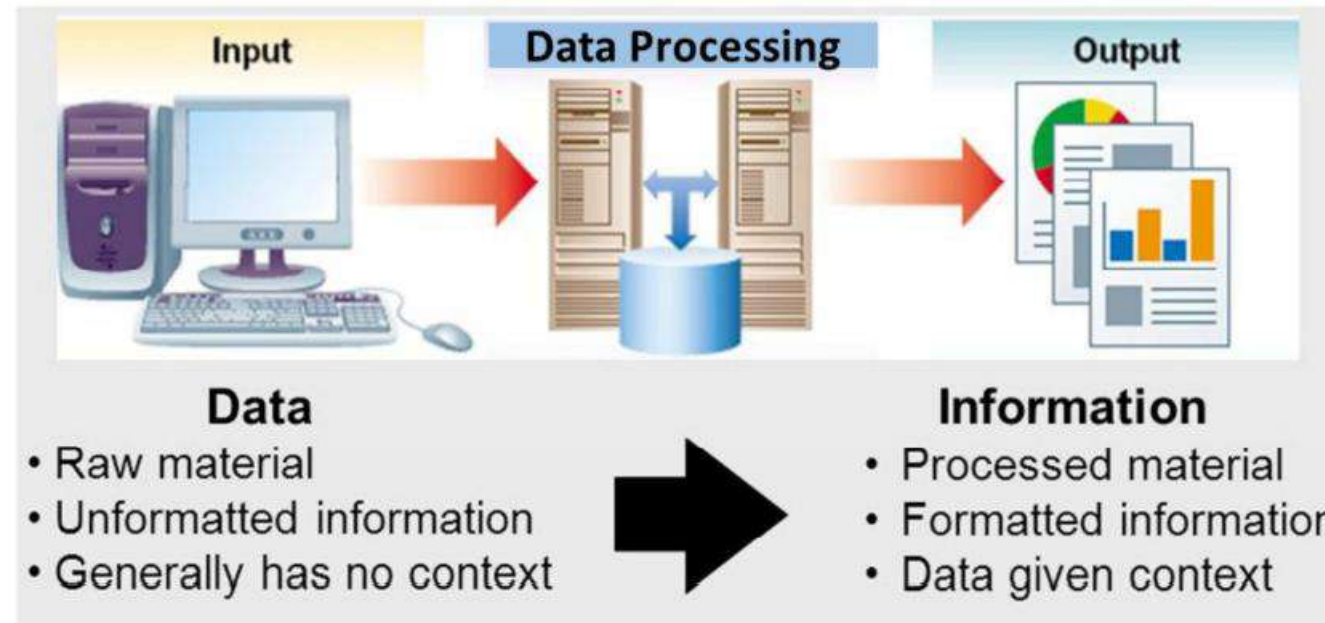 Input
Data Processing
Output
Data
• Raw material
• Unformatted information
• Generally has no context
Information
• Processed material
• Formatted information
• Data given context